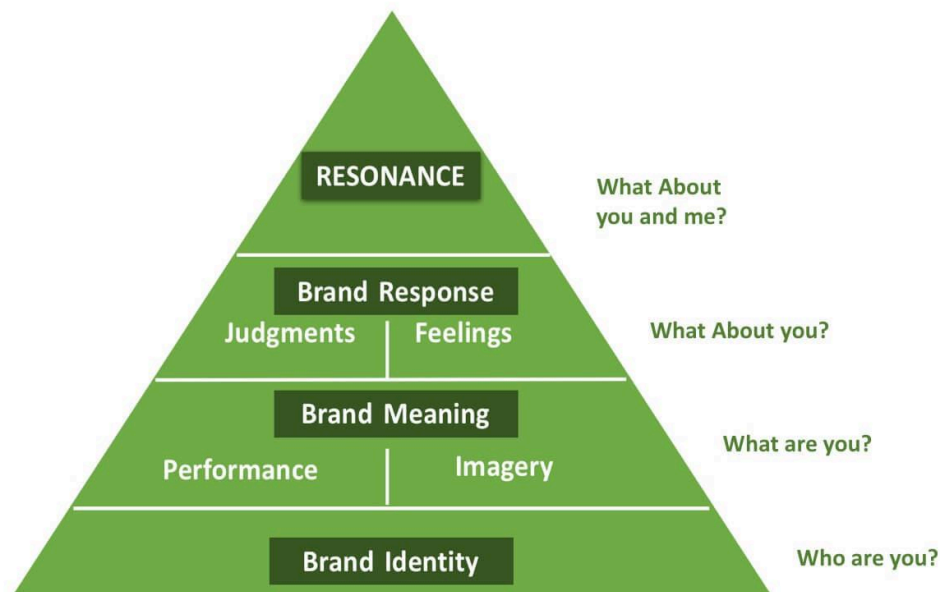 RESONANCE
What About
you and me?
Brand Response
Judgments
Feelings
What About you?
Brand Meaning
Performance
Imagery
What are you?
Brand Identity
Who are you?